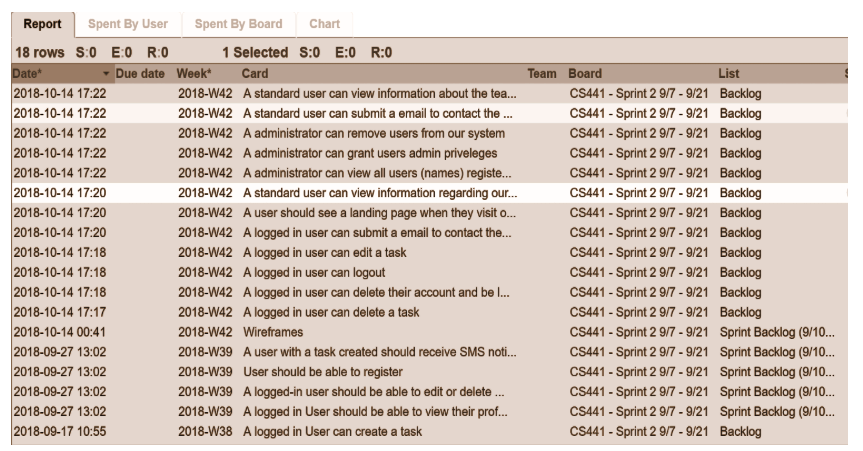 Report Spent By User Spent By Board Chart
18 rows S:0 E:0 R:0 1 Selected S:0 E:0 R:0
Date* Due date Week* Card Team Board List S
2018-10-14 17:22 2018-W42 A standard user can view information about the tea... CS441 - Sprint 2 9/7 - 9/21 Backlog
2018-10-14 17:22 2018-W42 A standard user can submit a email to contact the ... CS441 - Sprint 2 9/7 - 9/21 Backlog
2018-10-14 17:22 2018-W42 A administrator can remove users from our system CS441 - Sprint 2 9/7 - 9/21 Backlog
2018-10-14 17:22 2018-W42 A administrator can grant users admin priveleges CS441 - Sprint 2 9/7 - 9/21 Backlog
2018-10-14 17:22 2018-W42 A administrator can view all users (names) registe... CS441 - Sprint 2 9/7 - 9/21 Backlog
2018-10-14 17:20 2018-W42 A standard user can view information regarding our... CS441 - Sprint 2 9/7 - 9/21 Backlog
2018-10-14 17:20 2018-W42 A user should see a landing page when they visit o... CS441 - Sprint 2 9/7 - 9/21 Backlog
2018-10-14 17:20 2018-W42 A logged in user can submit a email to contact the... CS441 - Sprint 2 9/7 - 9/21 Backlog
2018-10-14 17:18 2018-W42 A logged in user can edit a task CS441 - Sprint 2 9/7 - 9/21 Backlog
2018-10-14 17:18 2018-W42 A logged in user can logout CS441 - Sprint 2 9/7 - 9/21 Backlog
2018-10-14 17:18 2018-W42 A logged in user can delete their account and be l... CS441 - Sprint 2 9/7 - 9/21 Backlog
2018-10-14 17:17 2018-W42 A logged in user can delete a task CS441 - Sprint 2 9/7 - 9/21 Backlog
2018-10-14 00:41 2018-W42 Wireframes CS441 - Sprint 2 9/7 - 9/21 Sprint Backlog (9/10...
2018-09-27 13:02 2018-W39 A user with a task created should receive SMS noti... CS441 - Sprint 2 9/7 - 9/21 Sprint Backlog (9/10...
2018-09-27 13:02 2018-W39 User should be able to register CS441 - Sprint 2 9/7 - 9/21 Sprint Backlog (9/10...
2018-09-27 13:02 2018-W39 A logged-in user should be able to edit or delete ... CS441 - Sprint 2 9/7 - 9/21 Sprint Backlog (9/10...
2018-09-27 13:02 2018-W39 A logged in User should be able to view their prof... CS441 - Sprint 2 9/7 - 9/21 Sprint Backlog (9/10...
2018-09-17 10:55 2018-W38 A logged in User can create a task CS441 - Sprint 2 9/7 - 9/21 Backlog